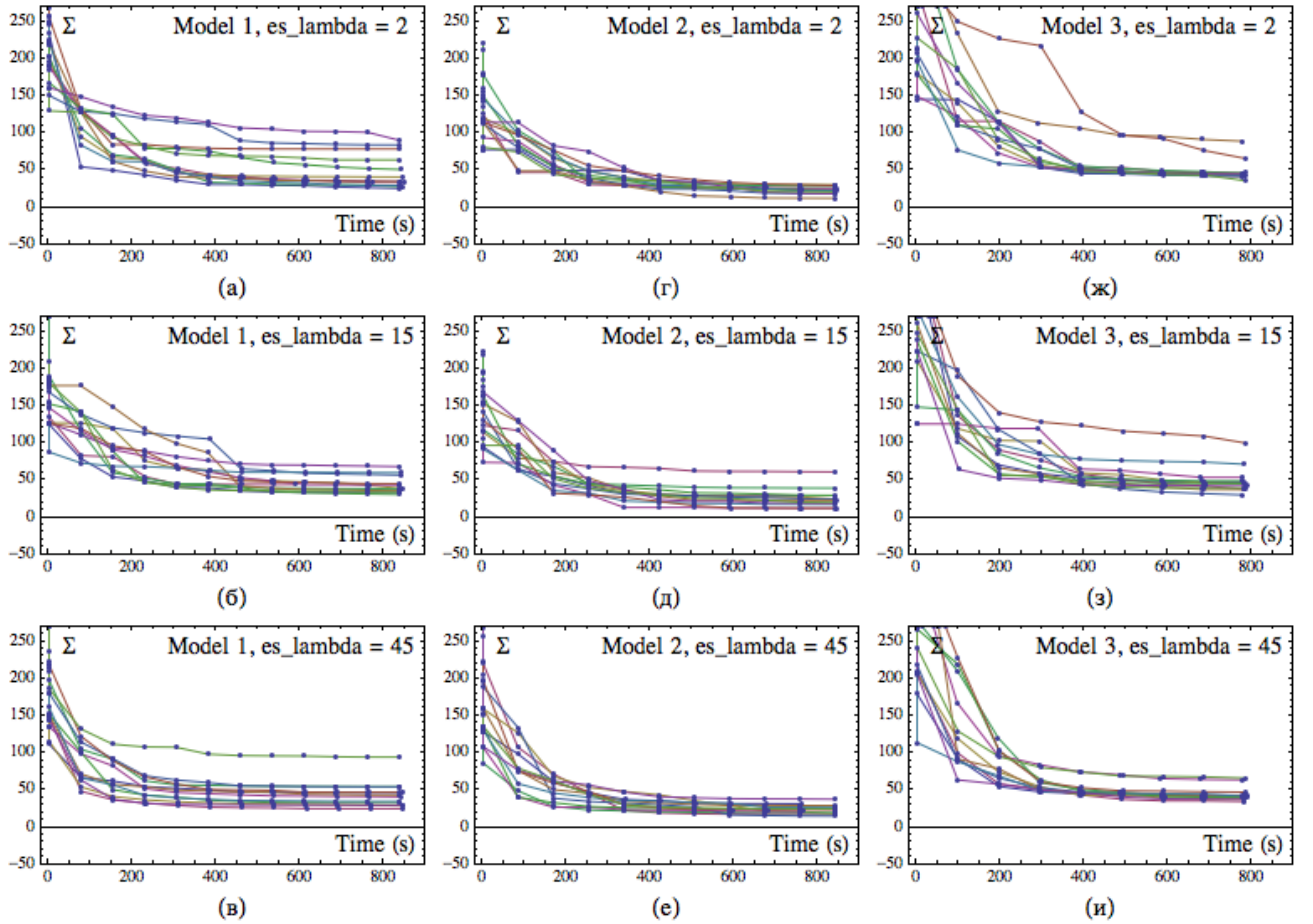 Σ Model 1, es_lambda = 2
250
200
150
100
50
0
−50
Time (s)
0 200 400 600 800
(а)
Σ Model 2, es_lambda = 2
250
200
150
100
50
0
−50
Time (s)
0 200 400 600 800
(г)
Σ Model 3, es_lambda = 2
250
200
150
100
50
0
−50
Time (s)
0 200 400 600 800
(ж)
Σ Model 1, es_lambda = 15
250
200
150
100
50
0
−50
Time (s)
0 200 400 600 800
(б)
Σ Model 2, es_lambda = 15
250
200
150
100
50
0
−50
Time (s)
0 200 400 600 800
(д)
Σ Model 3, es_lambda = 15
250
200
150
100
50
0
−50
Time (s)
0 200 400 600 800
(з)
Σ Model 1, es_lambda = 45
250
200
150
100
50
0
−50
Time (s)
0 200 400 600 800
(в)
Σ Model 2, es_lambda = 45
250
200
150
100
50
0
−50
Time (s)
0 200 400 600 800
(е)
Σ Model 3, es_lambda = 45
250
200
150
100
50
0
−50
Time (s)
0 200 400 600 800
(и)